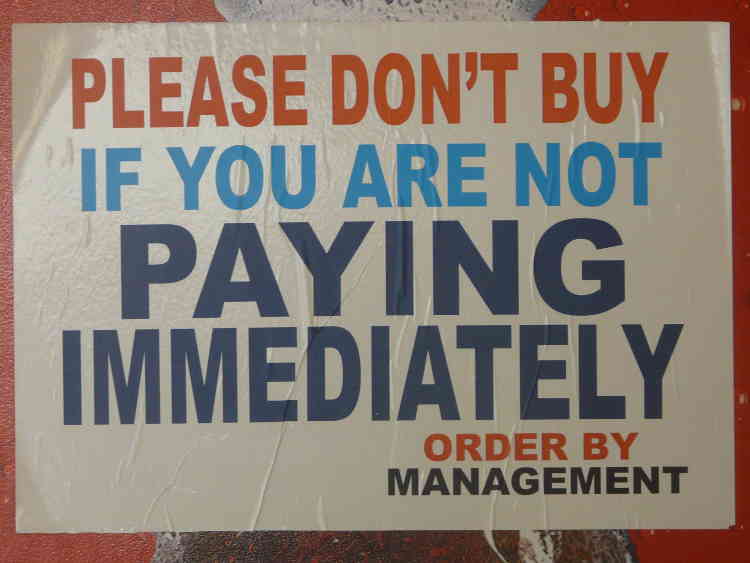 PLEASE DON'T BUY
IF YOU ARE NOT
PAYING
IMMEDIATELY
ORDER BY
MANAGEMENT